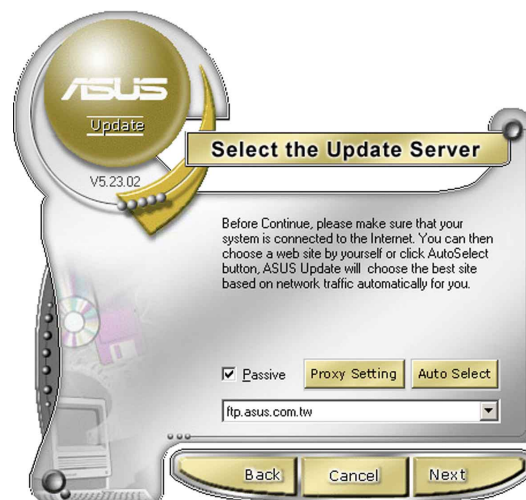 ASUS
Update
V5.23.02
Select the Update Server
Before Continue, please make sure that your
system is connected to the Internet. You can then
choose a web site by yourself or click AutoSelect
button, ASUS Update will choose the best site
based on network traffic automatically for you.
Passive
Proxy Setting
Auto Select
ftp.asus.com.tw
Back
Cancel
Next